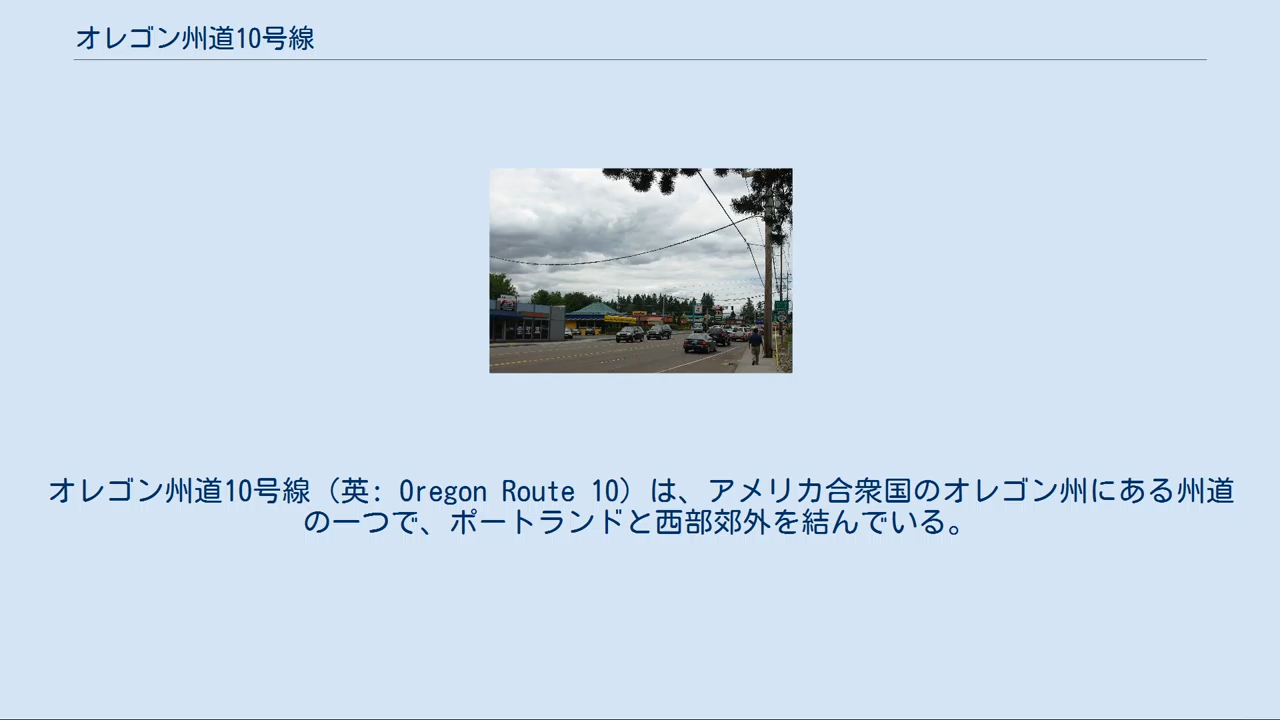 オレゴン州道10号線
オレゴン州道10号線（英: Oregon Route 10）は、アメリカ合衆国のオレゴン州にある州道
の一つで、ポートランドと西部郊外を結んでいる。